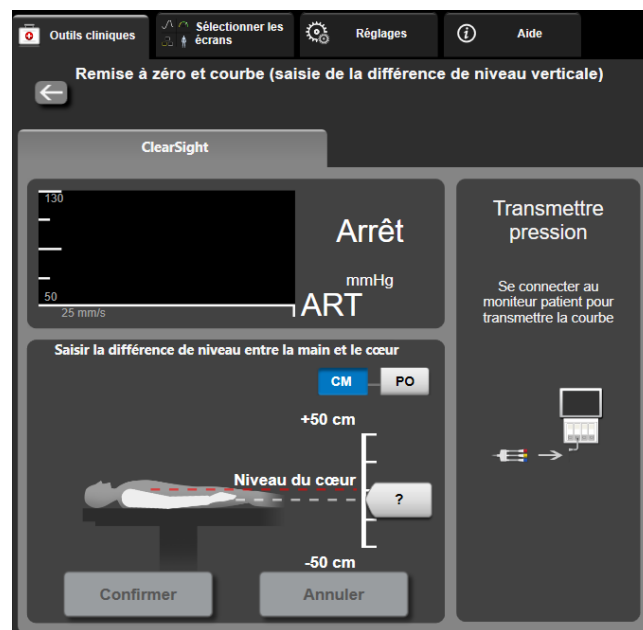 Outils cliniques
Sélectionner les
écrans
Réglages
Aide
Remise à zéro et courbe (saisie de la différence de niveau verticale)
ClearSight
130
50
25 mm/s
Arrêt
mmHg
ART
Transmettre
pression
Se connecter au
moniteur patient pour
transmettre la courbe
Saisir la différence de niveau entre la main et le cœur
CM
PO
+50 cm
Niveau du cœur
?
-50 cm
Confirmer
Annuler